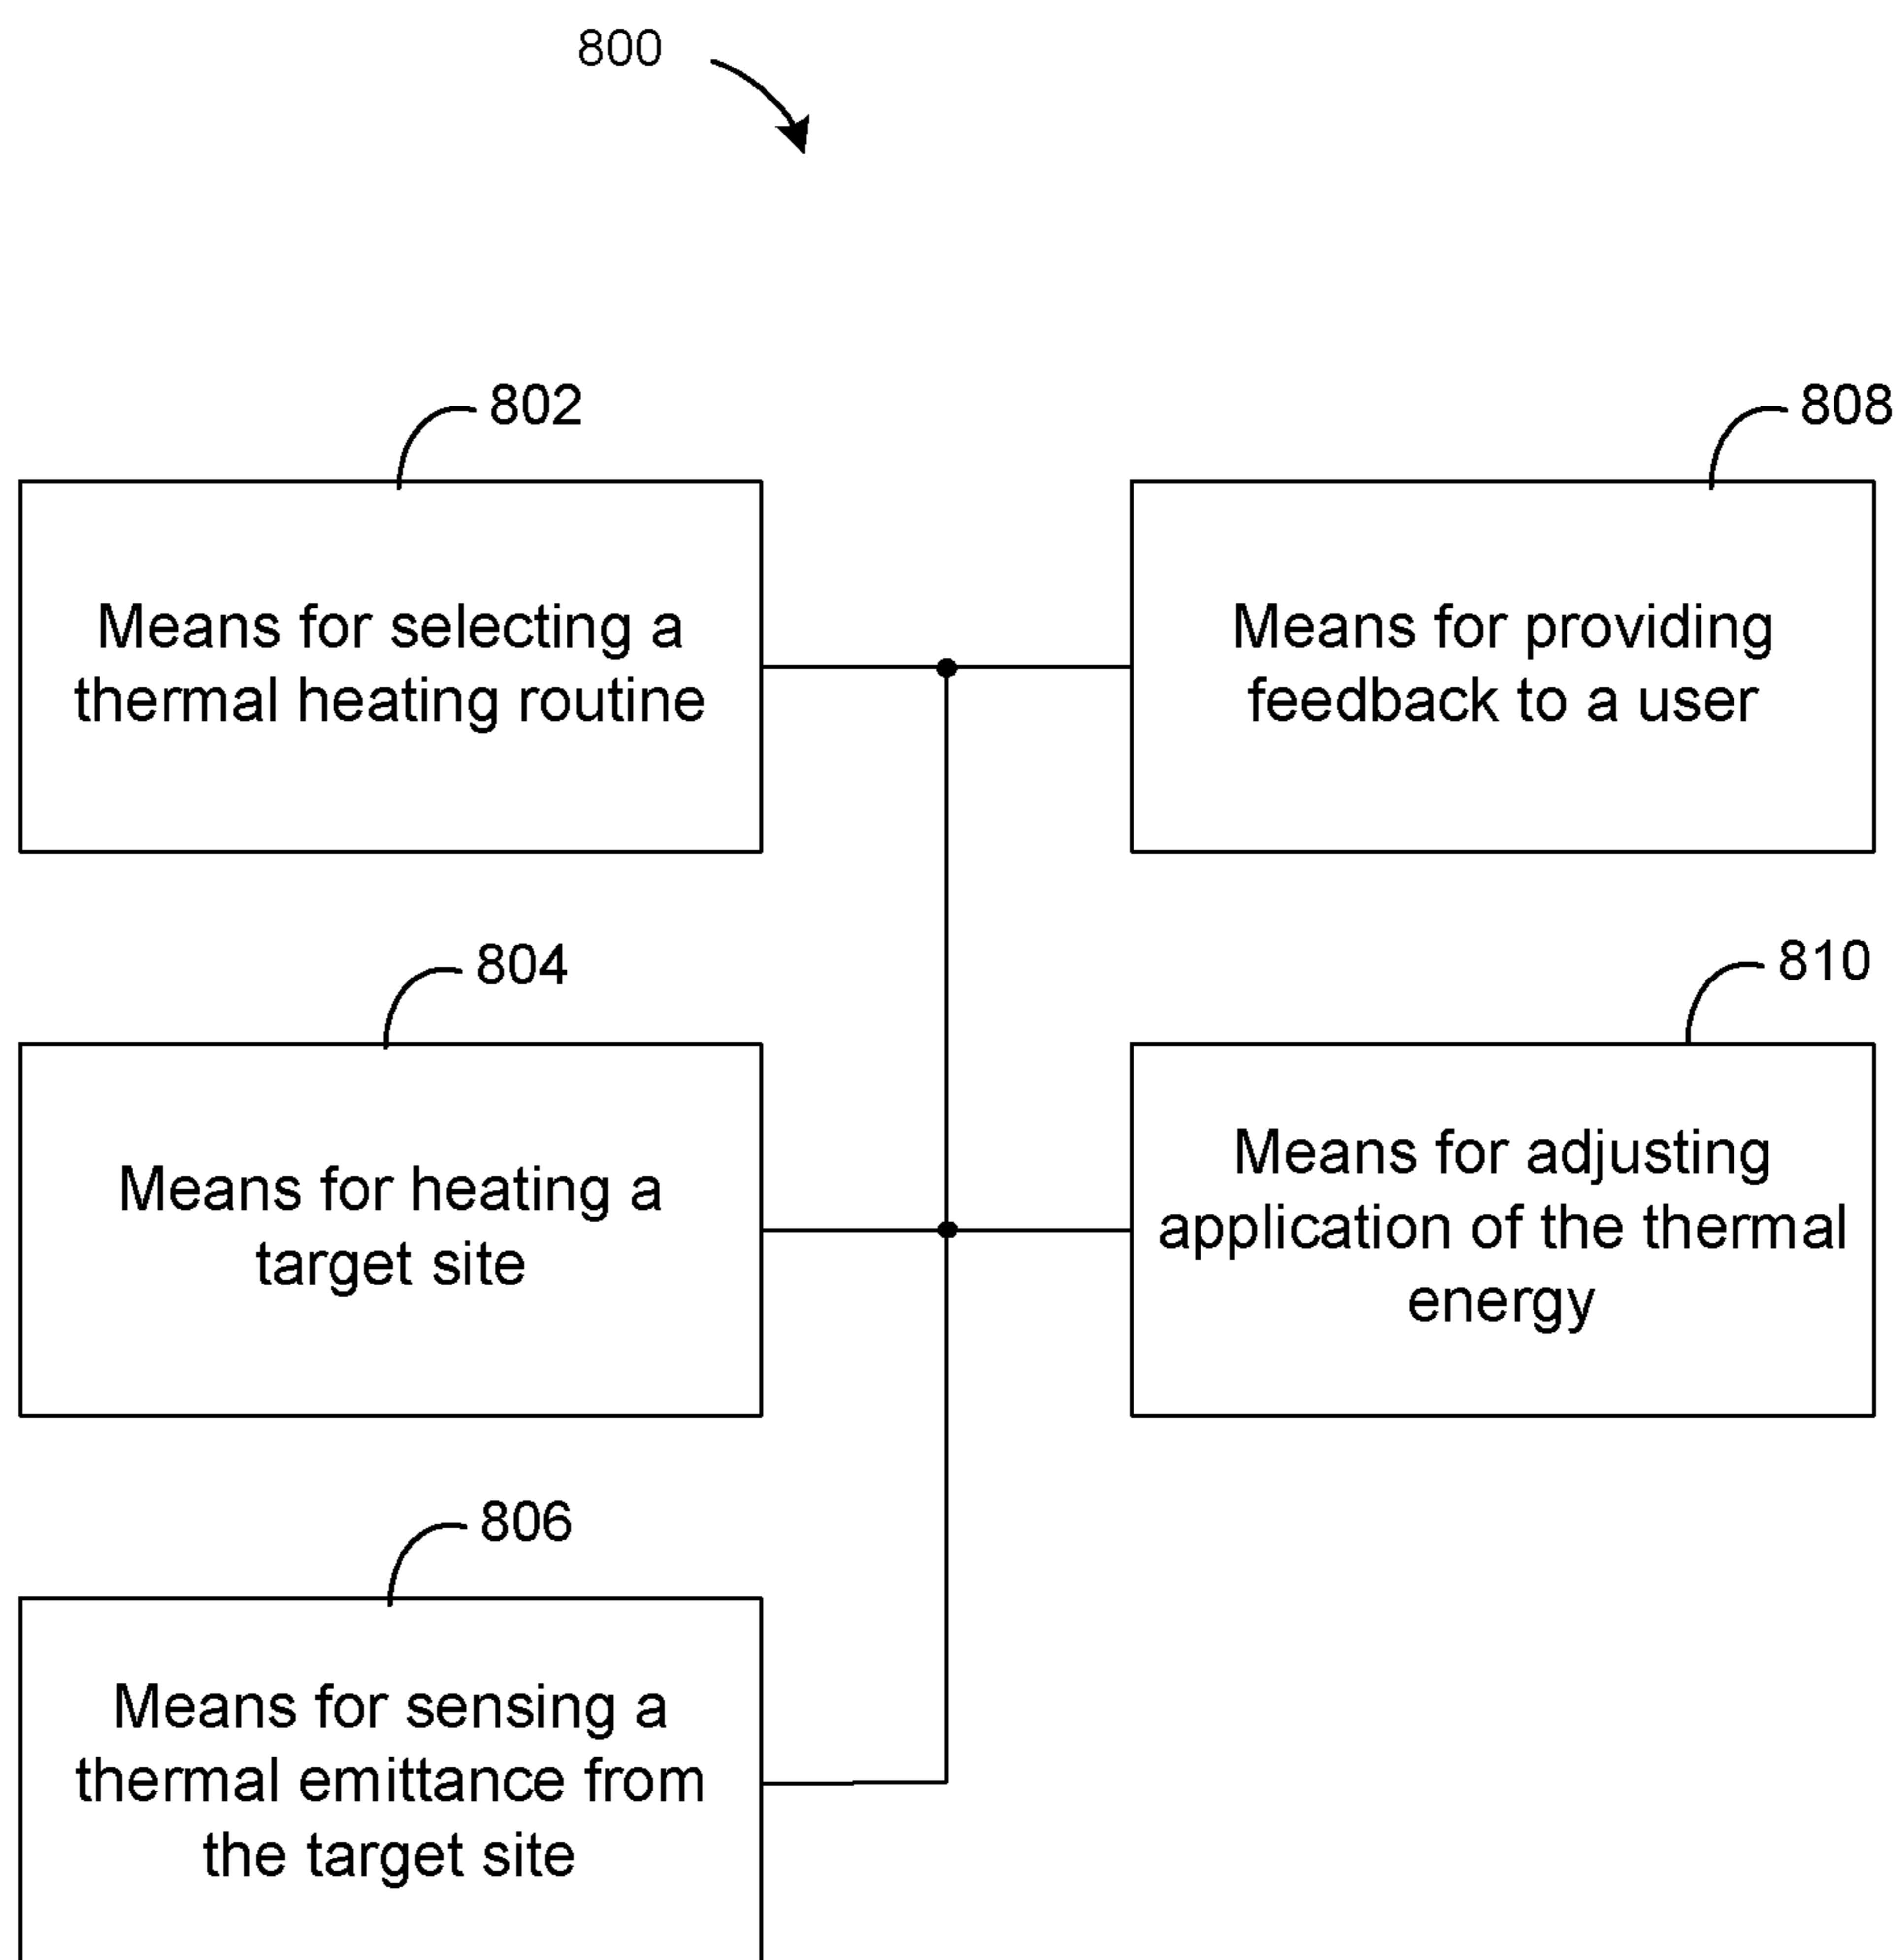 800
802
Means for selecting a
thermal heating routine
808
Means for providing
feedback to a user
804
Means for heating a
target site
810
Means for adjusting
application of the thermal
energy
806
Means for sensing a
thermal emittance from
the target site